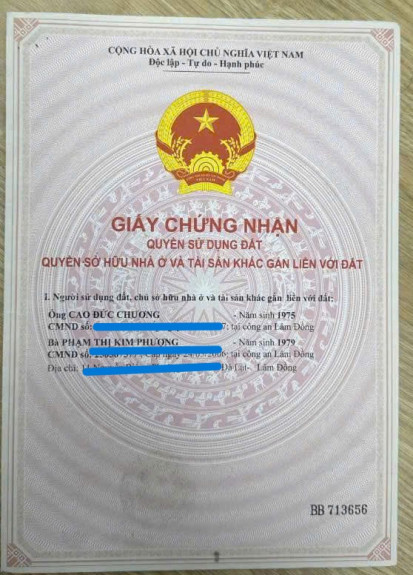 CỘNG HÒA XÃ HỘI CHỦ NGHĨA VIỆT NAM
Độc lập - Tự do - Hạnh phúc
GIẤY CHỨNG NHẬN
QUYỀN SỬ DỤNG ĐẤT
QUYỀN SỞ HỮU NHÀ Ở VÀ TÀI SẢN KHÁC GẮN LIỀN VỚI ĐẤT
I. Người sử dụng đất, chủ sở hữu nhà ở và tài sản khác gắn liền với đất:
Ông CAO ĐỨC CHƯƠNG - Năm sinh 1975
CMND số: 7; tại công an Lâm Đồng
Bà PHẠM THỊ KIM PHƯỢNG - Năm sinh 1979
CMND số: tại công an Lâm Đồng
Địa chỉ: Đà Lạt- Lâm Đồng
BB 713656